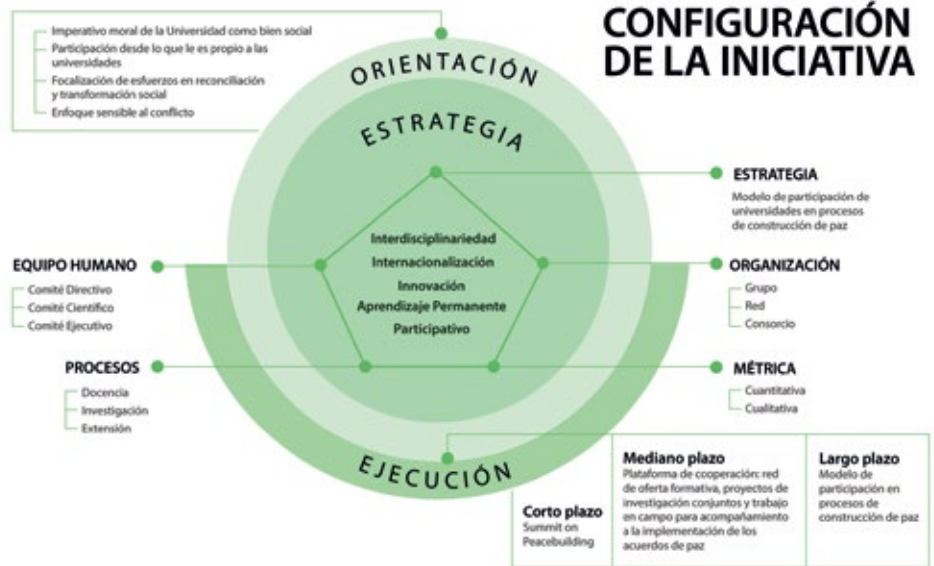 CONFIGURACIÓN
DE LA INICIATIVA
Imperativo moral de la Universidad como bien social
Participación desde lo que le es propio a las
universidades
Focalización de esfuerzos en reconciliación
y transformación social
Enfoque sensible al conflicto
ORIENTACIÓN
ESTRATEGIA
Interdisciplinariedad
Internacionalización
Innovación
Aprendizaje Permanente
Participativo
ESTRATEGIA
Modelo de participación de
universidades en procesos
de construcción de paz
EQUIPO HUMANO
Comité Directivo
Comité Científico
Comité Ejecutivo
ORGANIZACIÓN
Grupo
Red
Consorcio
PROCESOS
Docencia
Investigación
Extensión
MÉTRICA
Cuantitativa
Cualitativa
EJECUCIÓN
Corto plazo
Summit on
Peacebuilding
Mediano plazo
Plataforma de cooperación: red
de oferta formativa, proyectos de
investigación conjuntos y trabajo
en campo para acompañamiento
a la implementación de los
acuerdos de paz
Largo plazo
Modelo de
participación en
procesos de
construcción de paz